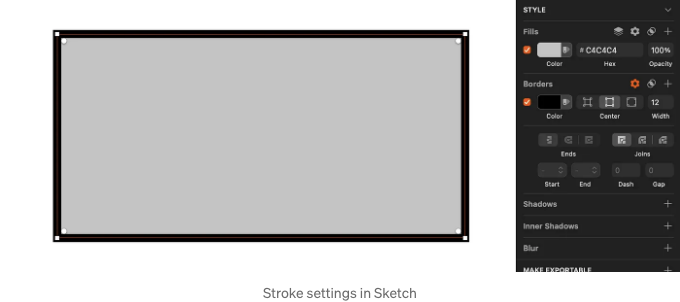 STYLE
Fills
# C4C4C4 100%
Color Hex Opacity
Borders
12
Color Center Width
Ends Joins
- - 0 0
Start End Dash Gap
Shadows
Inner Shadows
Blur
MAKE EXPORTABLE
Stroke settings in Sketch